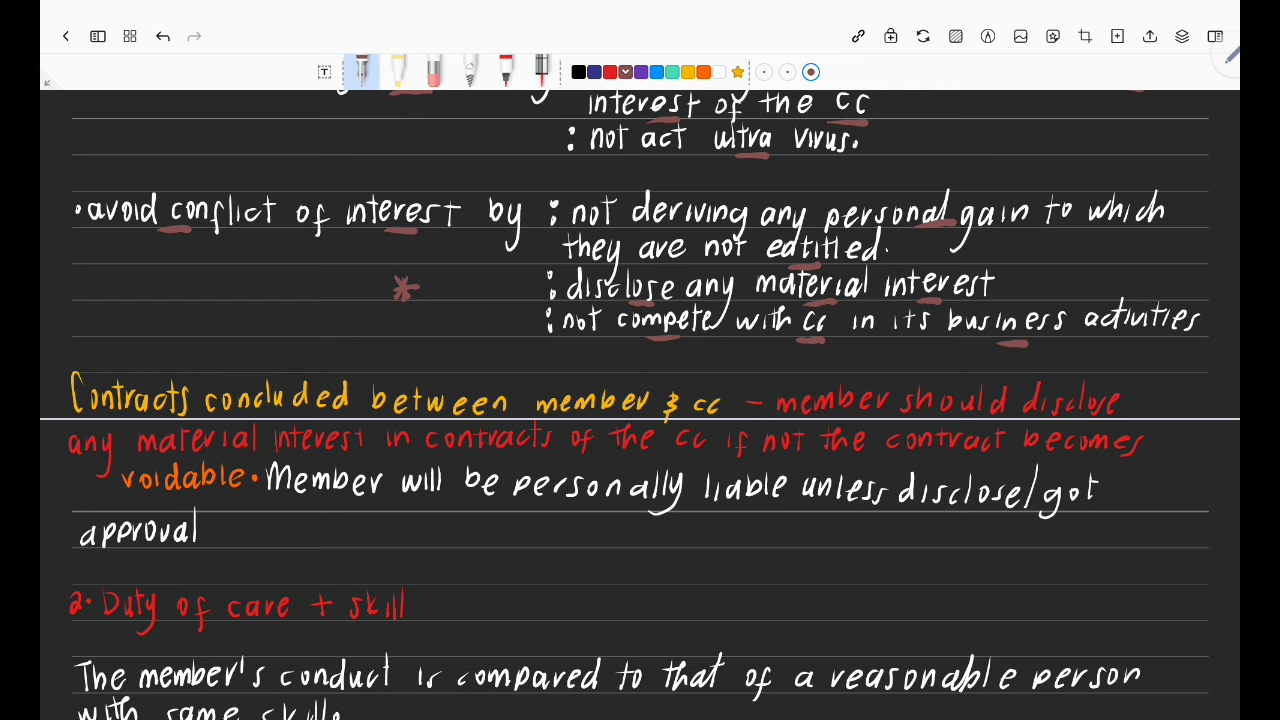 interest of the CC
: not act ultra virus.
•avoid conflict of interest by : not deriving any personal gain to which
they are not edtitled.
: disclose any material interest
*
: not compete with CC in its business activities
Contracts concluded between member & cc – member should disclose
any material interest in contracts of the cc if not the contract becomes
voidable. Member will be personally liable unless disclose/got
approval
2. Duty of care + skill
The member's conduct is compared to that of a reasonable person
with same skills